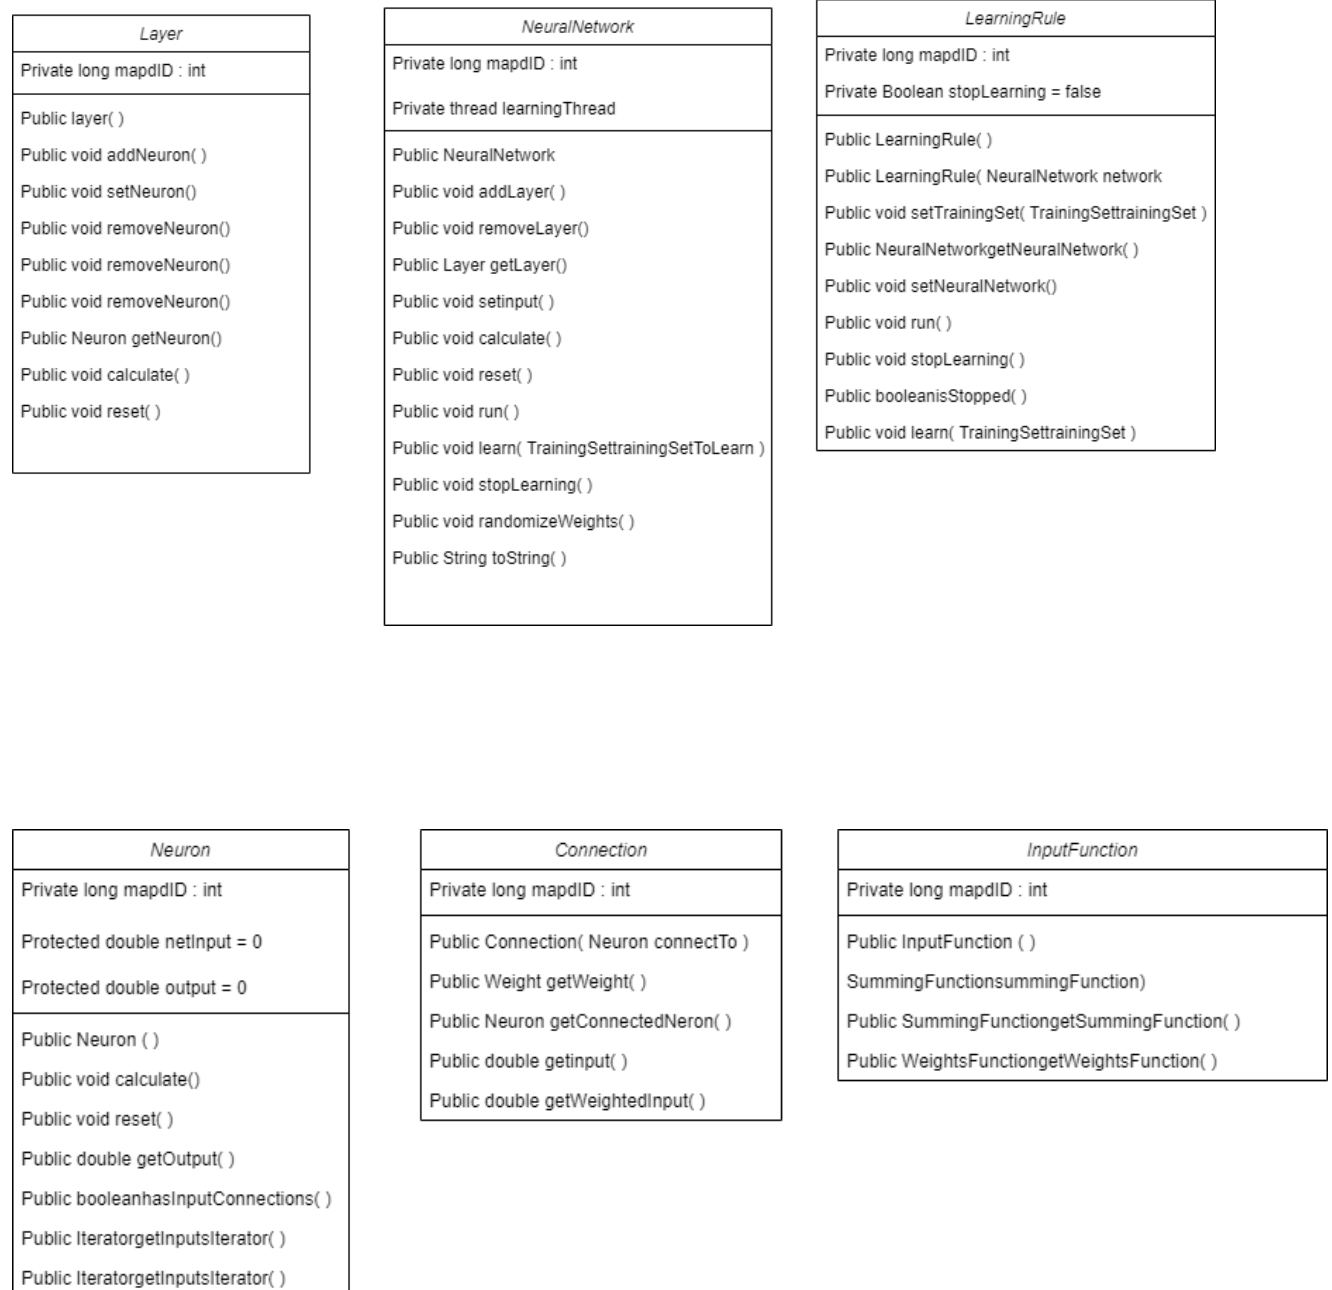 Layer
Private long mapdID : int
Public layer( )
Public void addNeuron( )
Public void setNeuron()
Public void removeNeuron()
Public void removeNeuron()
Public void removeNeuron()
Public Neuron getNeuron()
Public void calculate( )
Public void reset( )
NeuralNetwork
Private long mapdID : int
Private thread learningThread
Public NeuralNetwork
Public void addLayer( )
Public void removeLayer()
Public Layer getLayer()
Public void setinput( )
Public void calculate( )
Public void reset( )
Public void run( )
Public void learn( TrainingSettrainingSetToLearn )
Public void stopLearning( )
Public void randomizeWeights( )
Public String toString( )
LearningRule
Private long mapdID : int
Private Boolean stopLearning = false
Public LearningRule( )
Public LearningRule( NeuralNetwork network
Public void setTrainingSet( TrainingSettrainingSet )
Public NeuralNetworkgetNeuralNetwork( )
Public void setNeuralNetwork()
Public void run( )
Public void stopLearning( )
Public booleanisStopped( )
Public void learn( TrainingSettrainingSet )
Neuron
Private long mapdID : int
Protected double netInput = 0
Protected double output = 0
Public Neuron ( )
Public void calculate()
Public void reset( )
Public double getOutput( )
Public booleanhasInputConnections( )
Public IteratorgetInputsIterator( )
Public IteratorgetInputsIterator( )
Connection
Private long mapdID : int
Public Connection( Neuron connectTo )
Public Weight getWeight( )
Public Neuron getConnectedNeron( )
Public double getinput( )
Public double getWeightedInput( )
InputFunction
Private long mapdID : int
Public InputFunction ( )
SummingFunctionsummingFunction)
Public SummingFunctiongetSummingFunction( )
Public WeightsFunctiongetWeightsFunction( )